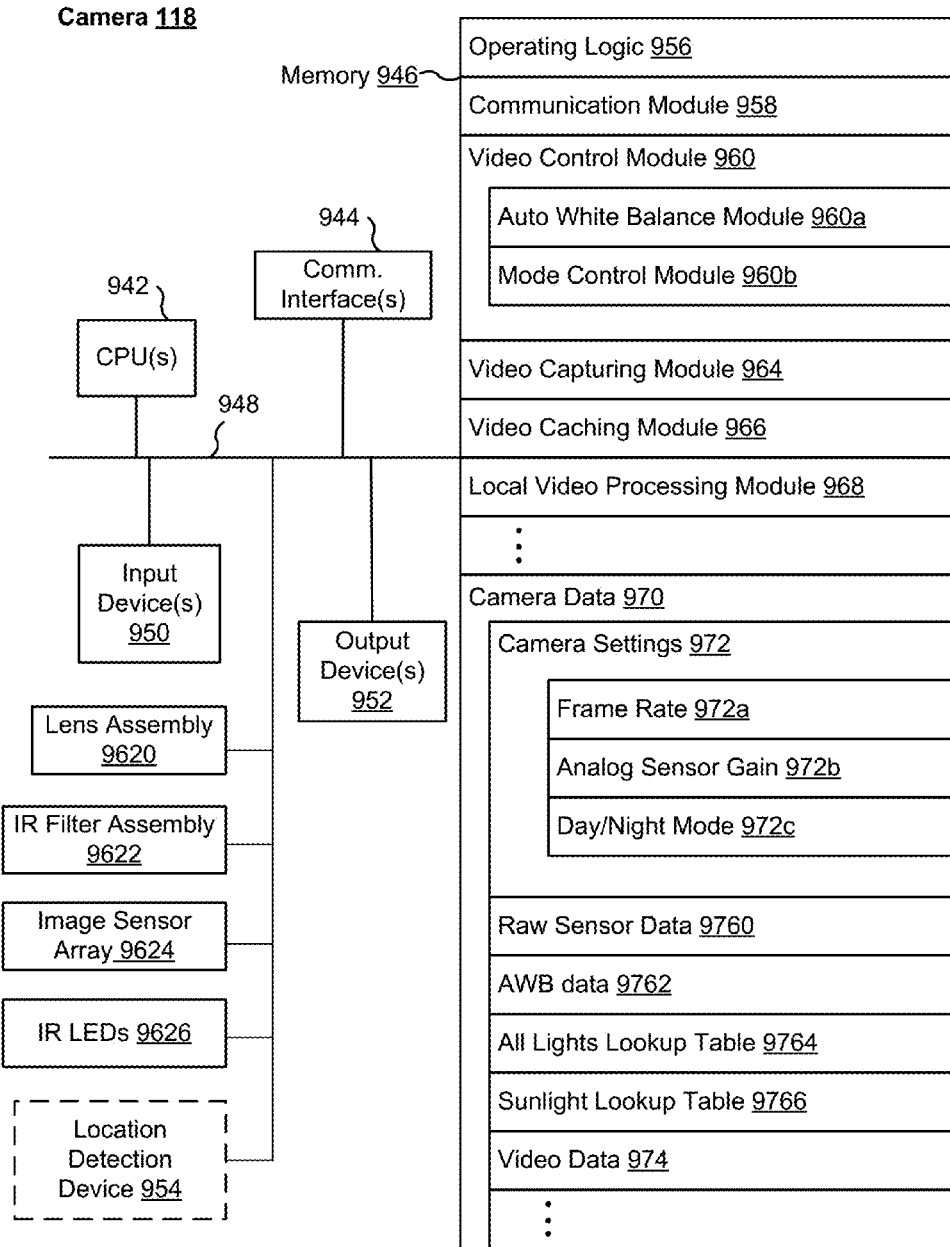 Camera 118
Memory 946
944
Comm.
Interface(s)
942
CPU(s)
948
Input
Device(s)
950
Output
Device(s)
952
Lens Assembly
9620
IR Filter Assembly
9622
Image Sensor
Array 9624
IR LEDs 9626
Location
Detection
Device 954
Operating Logic 956
Communication Module 958
Video Control Module 960
Auto White Balance Module 960a
Mode Control Module 960b
Video Capturing Module 964
Video Caching Module 966
Local Video Processing Module 968
Camera Data 970
Camera Settings 972
Frame Rate 972a
Analog Sensor Gain 972b
Day/Night Mode 972c
Raw Sensor Data 9760
AWB data 9762
All Lights Lookup Table 9764
Sunlight Lookup Table 9766
Video Data 974